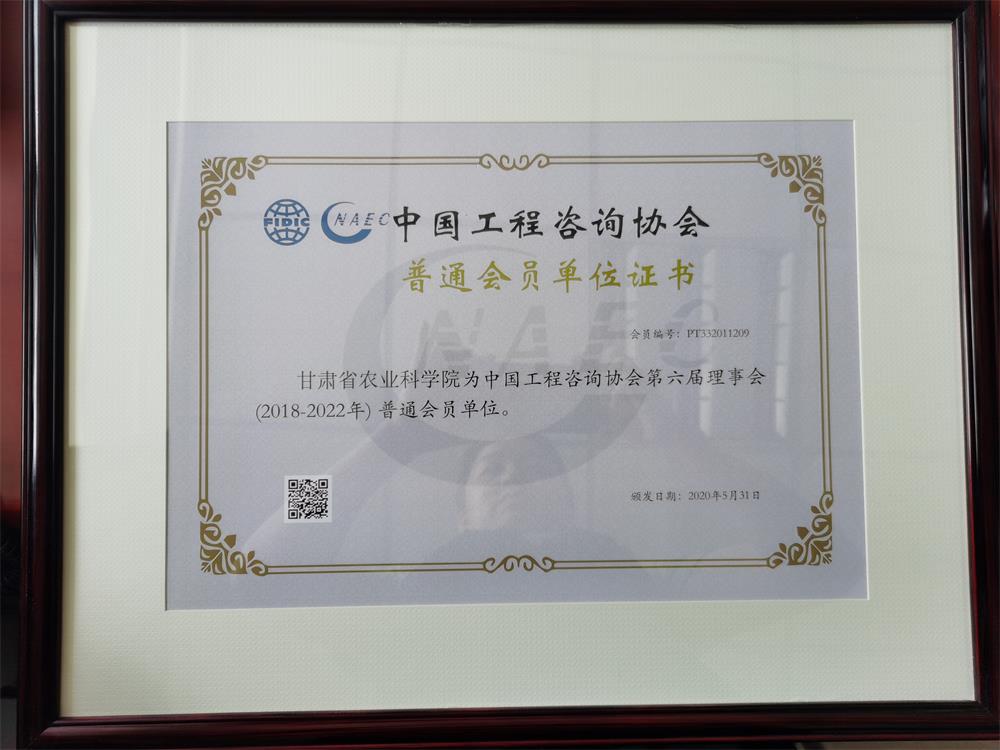 FIDIC NAEC 中国工程咨询协会
普通会员单位证书
NAEC
会员编号：PT332011209
甘肃省农业科学院为中国工程咨询协会第六届理事会
(2018-2022年) 普通会员单位。
颁发日期：2020年5月31日